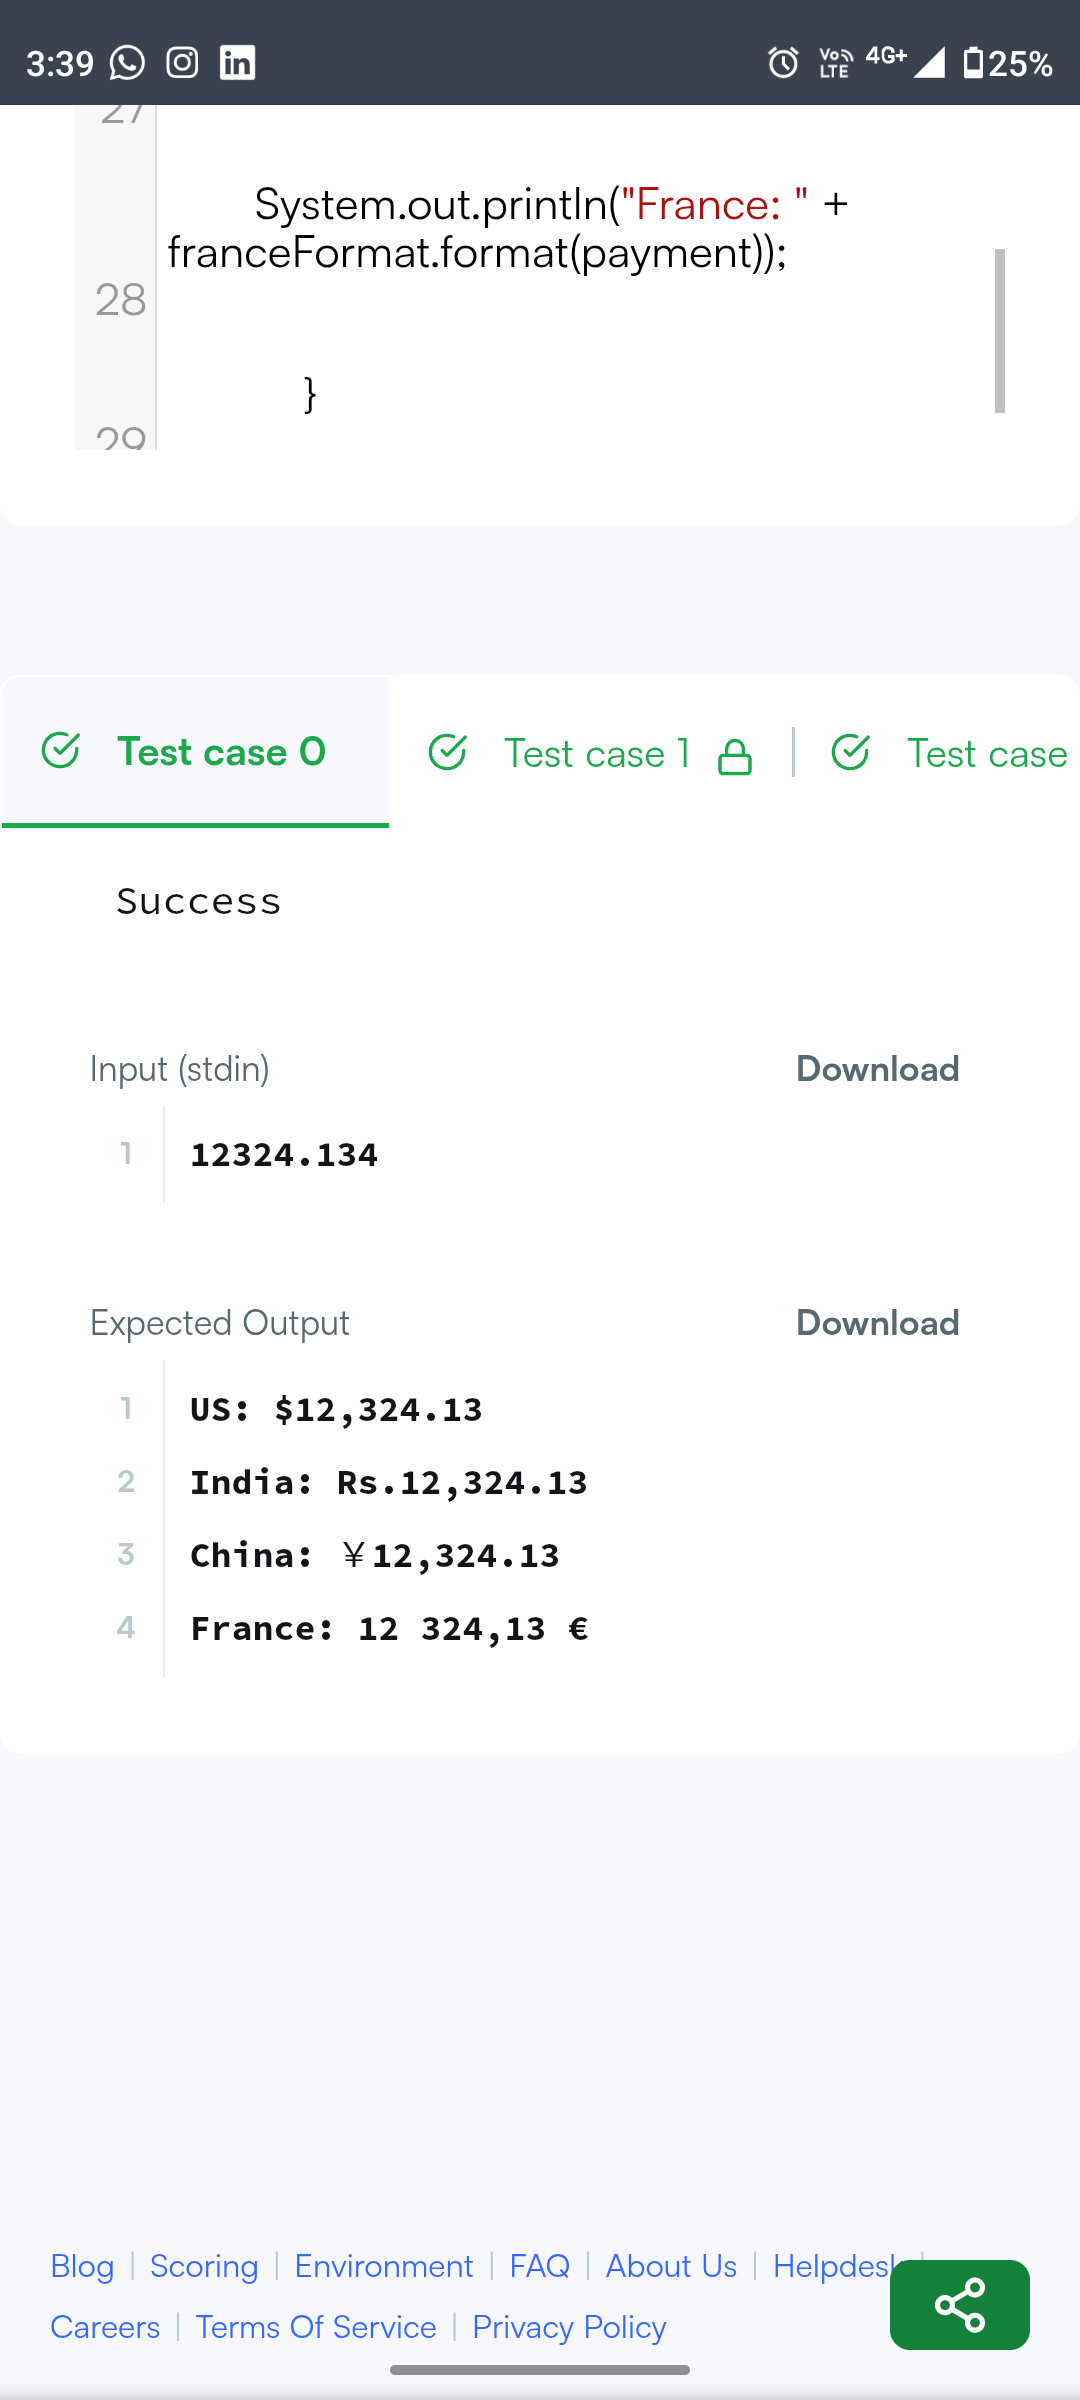 3:39 in Vo LTE 4G+ 25%
27
System.out.println("France: " +
franceFormat.format(payment));
28
}
29
Test case 0 Test case 1 Test case
Success
Input (stdin) Download
1 12324.134
Expected Output Download
1 US: $12,324.13
2 India: Rs.12,324.13
3 China: ¥12,324.13
4 France: 12 324,13 €
Blog | Scoring | Environment | FAQ | About Us | Helpdesk |
Careers | Terms Of Service | Privacy Policy